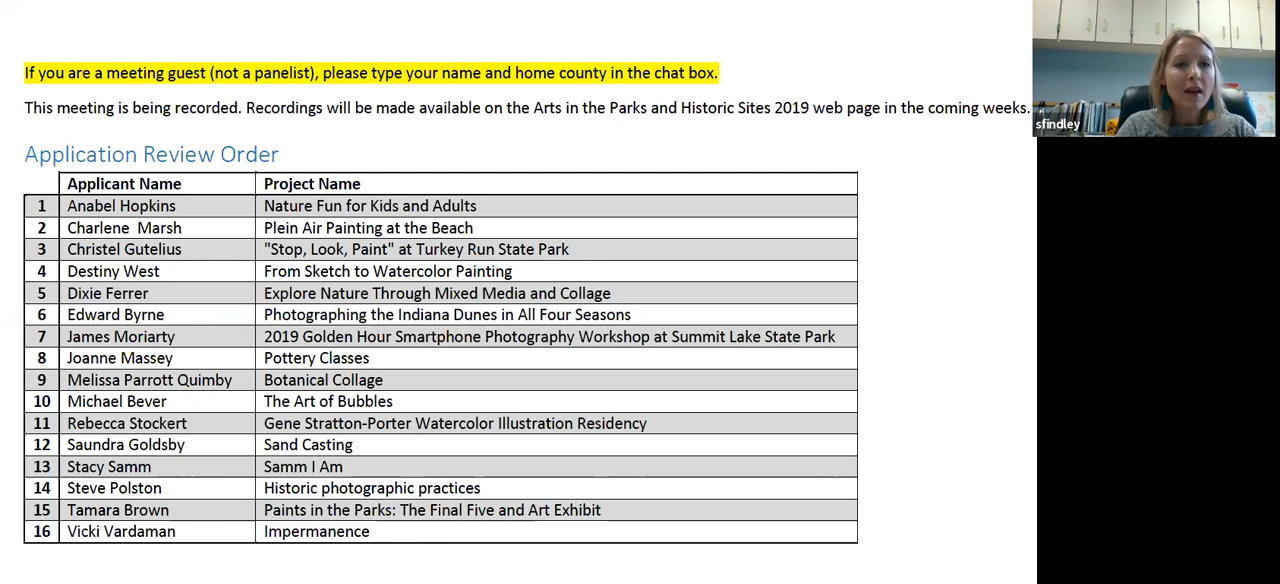 If you are a meeting guest (not a panelist), please type your name and home county in the chat box.
This meeting is being recorded. Recordings will be made available on the Arts in the Parks and Historic Sites 2019 web page in the coming weeks.
sfindley
Application Review Order
Applicant Name Project Name
1 Anabel Hopkins Nature Fun for Kids and Adults
2 Charlene Marsh Plein Air Painting at the Beach
3 Christel Gutelius "Stop, Look, Paint" at Turkey Run State Park
4 Destiny West From Sketch to Watercolor Painting
5 Dixie Ferrer Explore Nature Through Mixed Media and Collage
6 Edward Byrne Photographing the Indiana Dunes in All Four Seasons
7 James Moriarty 2019 Golden Hour Smartphone Photography Workshop at Summit Lake State Park
8 Joanne Massey Pottery Classes
9 Melissa Parrott Quimby Botanical Collage
10 Michael Bever The Art of Bubbles
11 Rebecca Stockert Gene Stratton-Porter Watercolor Illustration Residency
12 Saundra Goldsby Sand Casting
13 Stacy Samm Samm I Am
14 Steve Polston Historic photographic practices
15 Tamara Brown Paints in the Parks: The Final Five and Art Exhibit
16 Vicki Vardaman Impermanence